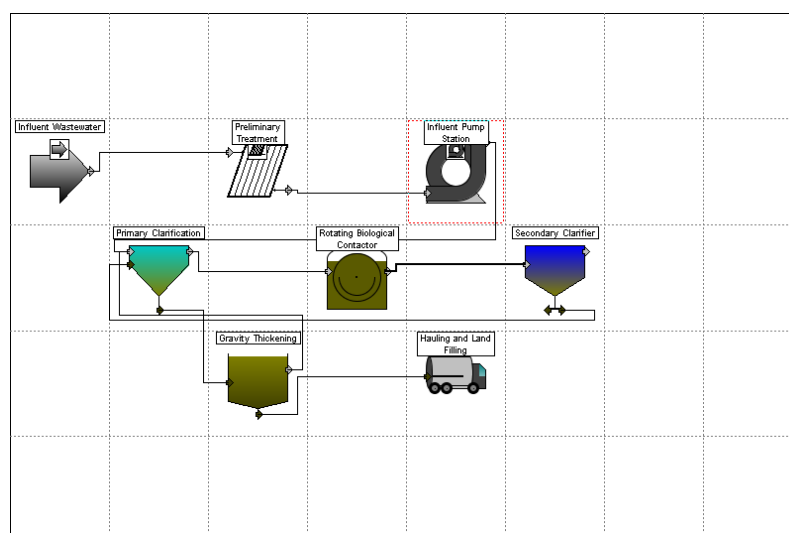 Influent Wastewater
Preliminary
Treatment
Influent Pump
Station
Primary Clarification
Rotating Biological
Contactor
Secondary Clarifier
Gravity Thickening
Hauling and Land
Filling